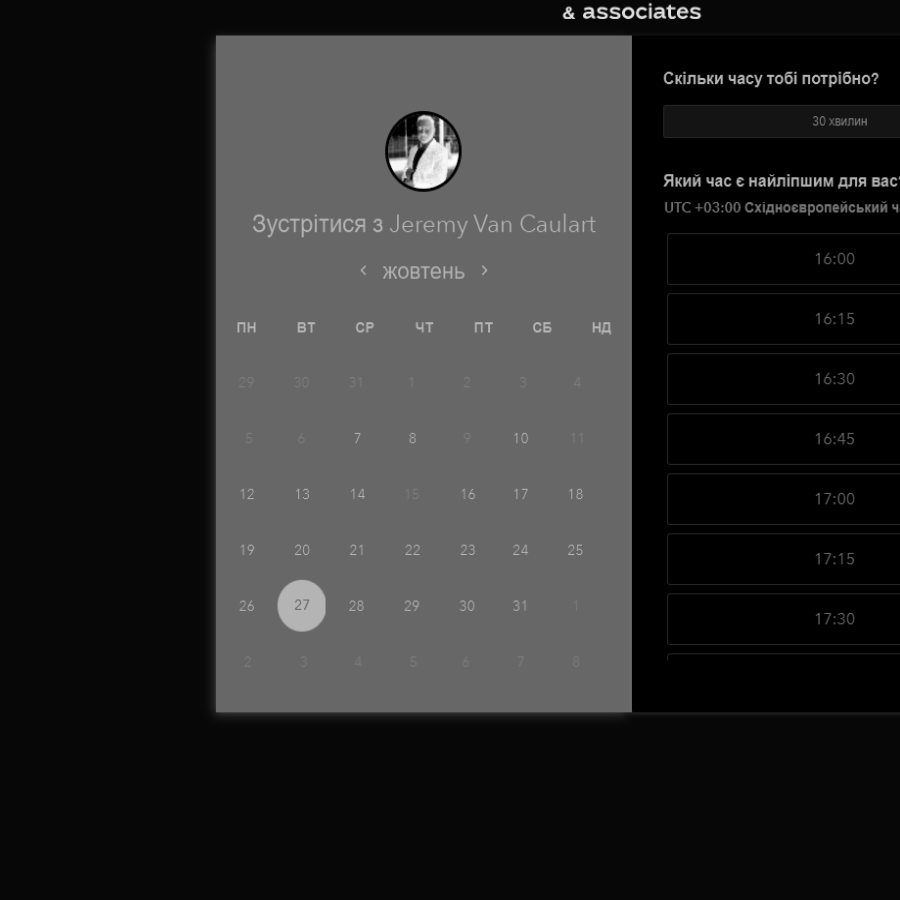 & associates
Зустрітися з Jeremy Van Caulart
‹ жовтень ›
ПН ВТ СР ЧТ ПТ СБ НД
29 30 31 1 2 3 4
5 6 7 8 9 10 11
12 13 14 15 16 17 18
19 20 21 22 23 24 25
26 27 28 29 30 31 1
2 3 4 5 6 7 8
Скільки часу тобі потрібно?
30 хвилин
Який час є найліпшим для вас?
UTC +03:00 Східноєвропейський ч
16:00
16:15
16:30
16:45
17:00
17:15
17:30